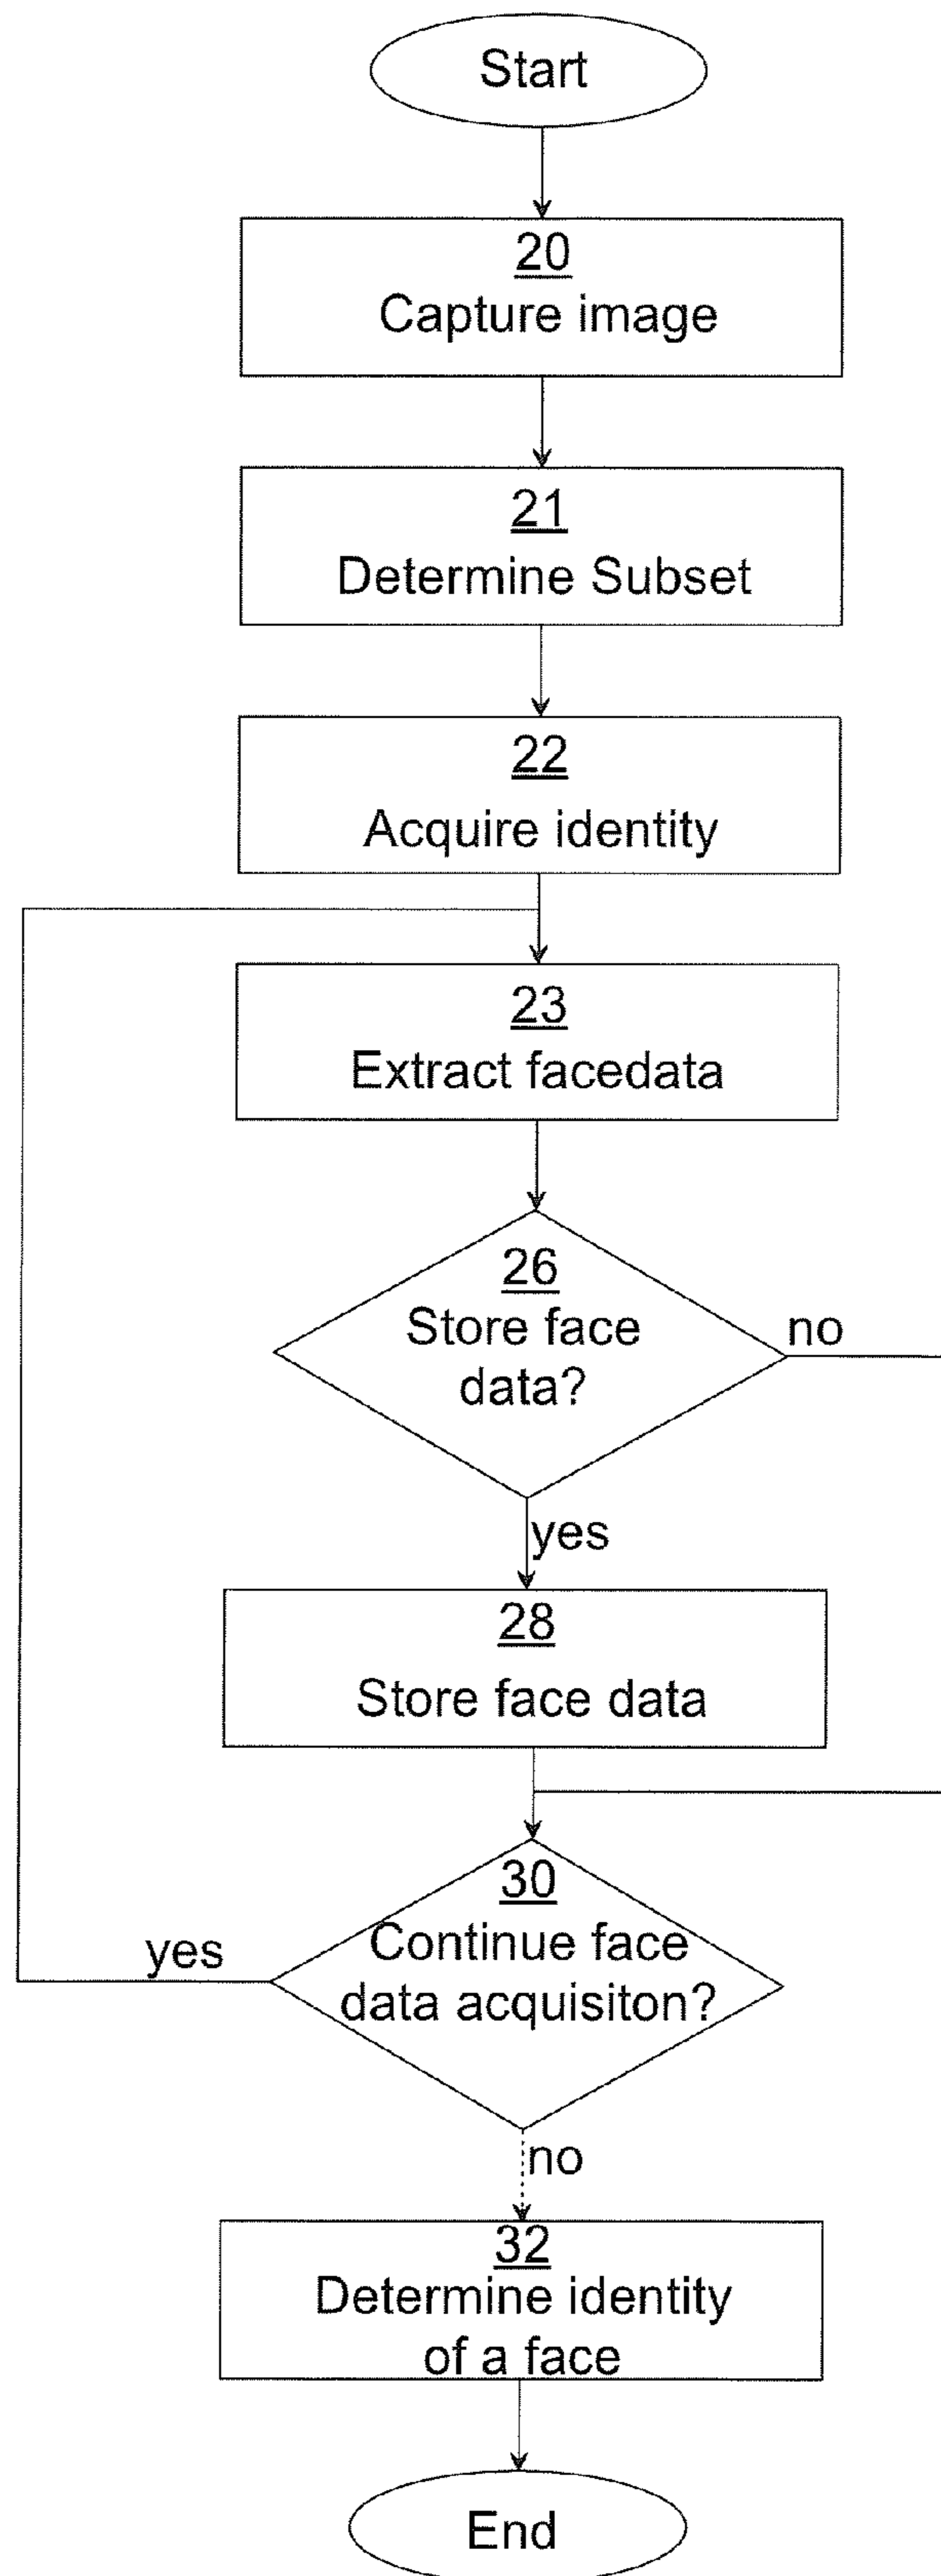 Start
20
Capture image
21
Determine Subset
22
Acquire identity
23
Extract facedata
26
Store face
data?
no
yes
28
Store face data
30
Continue face
data acquisiton?
yes
no
32
Determine identity
of a face
End